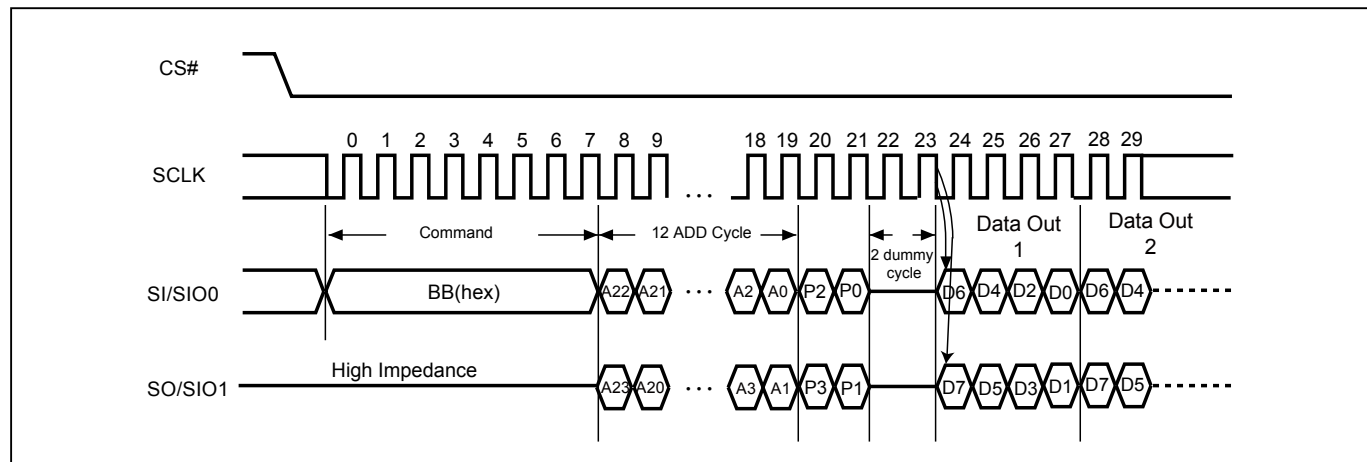 CS#
0 1 2 3 4 5 6 7 8 9 18 19 20 21 22 23 24 25 26 27 28 29
SCLK
...
Command
12 ADD Cycle
2 dummy
cycle
Data Out
1
Data Out
2
SI/SIO0
BB(hex)
A22 A21 ... A2 A0 P2 P0 D6 D4 D2 D0 D6 D4
High Impedance
SO/SIO1
A23 A20 ... A3 A1 P3 P1 D7 D5 D3 D1 D7 D5